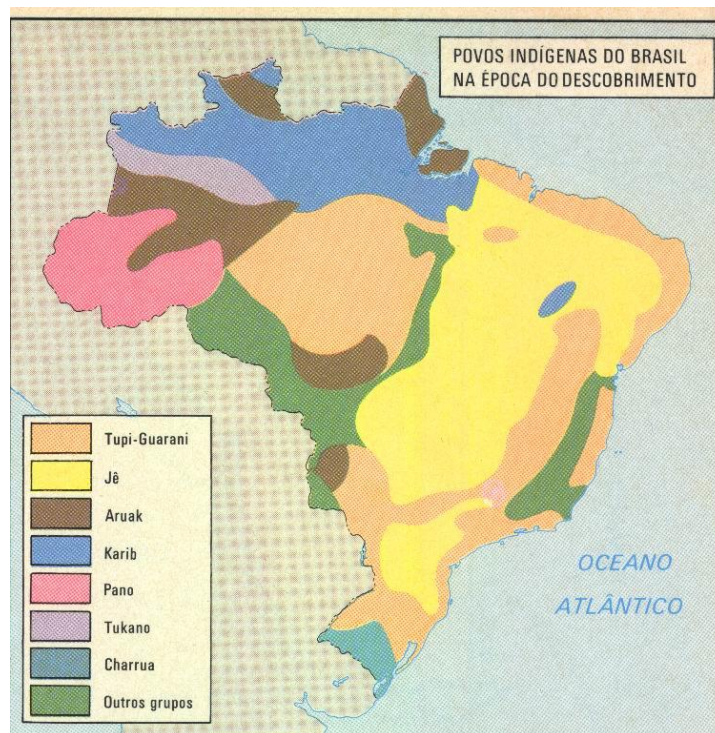 POVOS INDÍGENAS DO BRASIL
NA ÉPOCA DO DESCOBRIMENTO
Tupi-Guarani
Jê
Aruak
Karib
Pano
Tukano
Charrua
Outros grupos
OCEANO
ATLÂNTICO